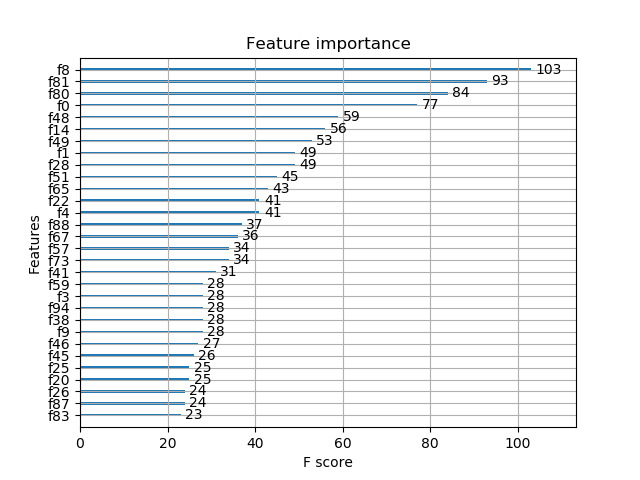 Feature importance
f8 103
f81 93
f80 84
f0 77
f48 59
f14 56
f49 53
f1 49
f28 49
f51 45
f65 43
f22 41
f4 41
f88 37
f67 36
f57 34
f73 34
f41 31
f59 28
f3 28
f94 28
f38 28
f9 28
f46 27
f45 26
f25 25
f20 25
f26 24
f87 24
f83 23
Features
0 20 40 60 80 100
F score